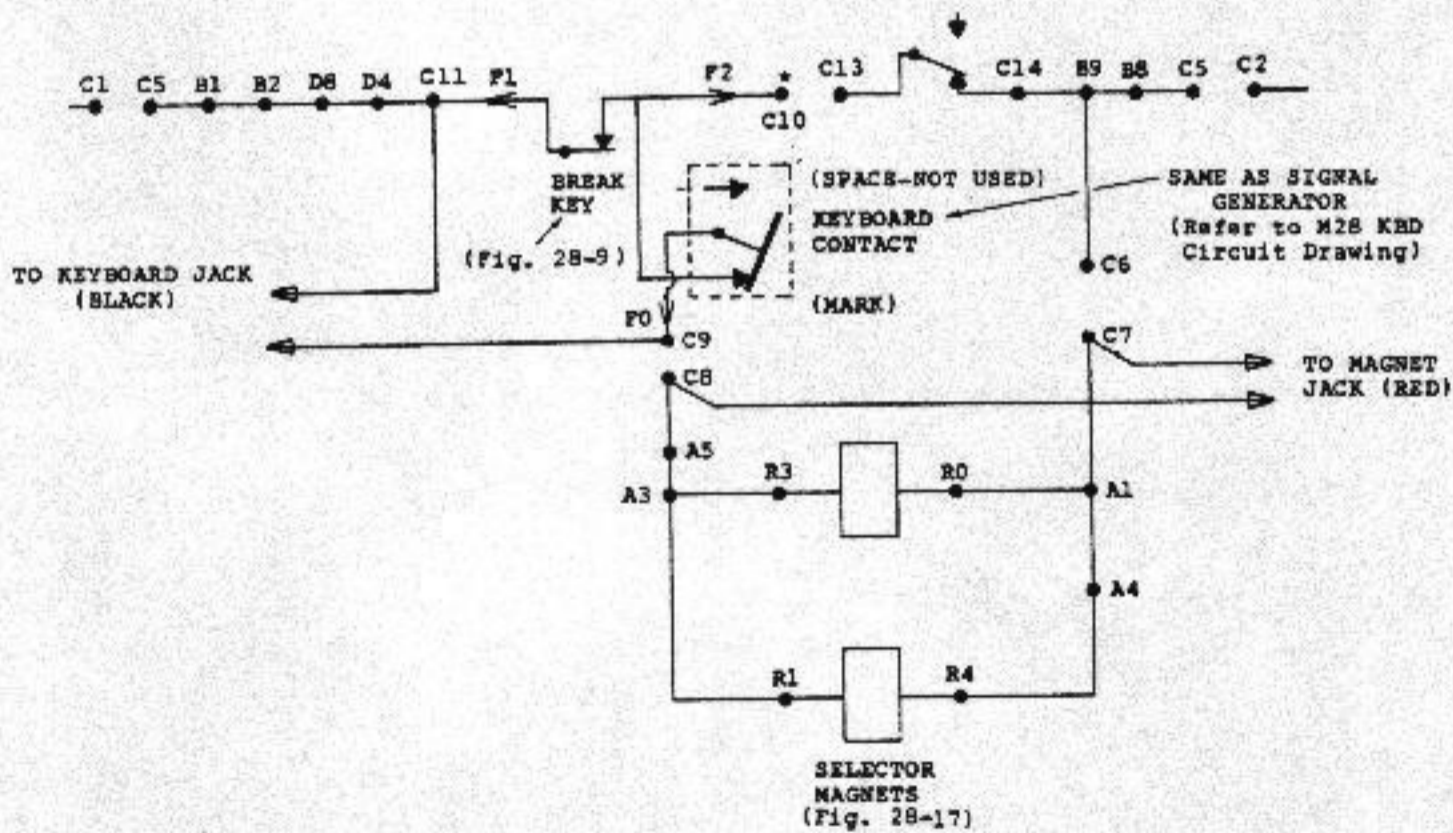 C1 C5 B1 B2 D8 D4 C11 F1
F2 * C13 C14 B9 B8 C5 C2
C10
BREAK
KEY
(Fig. 28-9)
(SPACE-NOT USED)
KEYBOARD
CONTACT
(MARK)
SAME AS SIGNAL
GENERATOR
(Refer to M28 KBD
Circuit Drawing)
TO KEYBOARD JACK
(BLACK)
C6
F0
C9
C7
C8
TO MAGNET
JACK (RED)
A5
A3 R3 R0 A1
A4
R1 R4
SELECTOR
MAGNETS
(Fig. 28-17)